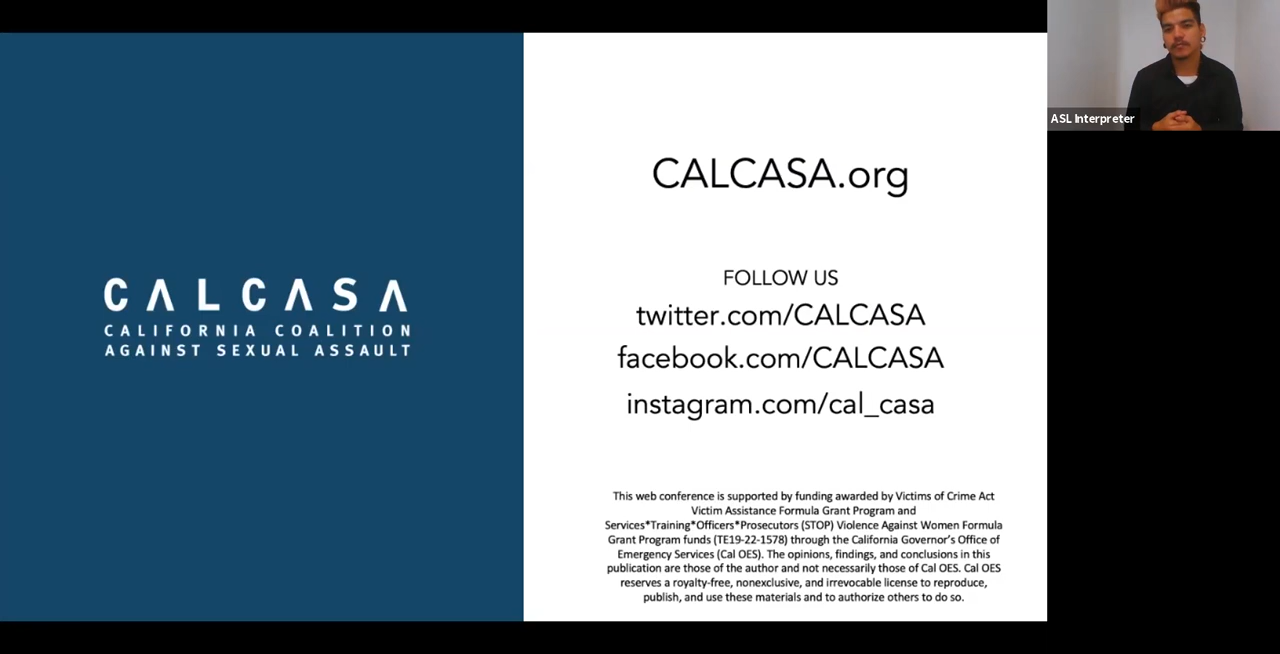 CALCASA
CALIFORNIA COALITION
AGAINST SEXUAL ASSAULT
CALCASA.org
FOLLOW US
twitter.com/CALCASA
facebook.com/CALCASA
instagram.com/cal_casa
This web conference is supported by funding awarded by Victims of Crime Act
Victim Assistance Formula Grant Program and
Services*Training*Officers*Prosecutors (STOP) Violence Against Women Formula
Grant Program funds (TE19-22-1578) through the California Governor's Office of
Emergency Services (Cal OES). The opinions, findings, and conclusions in this
publication are those of the author and not necessarily those of Cal OES. Cal OES
reserves a royalty-free, nonexclusive, and irrevocable license to reproduce,
publish, and use these materials and to authorize others to do so.
ASL Interpreter